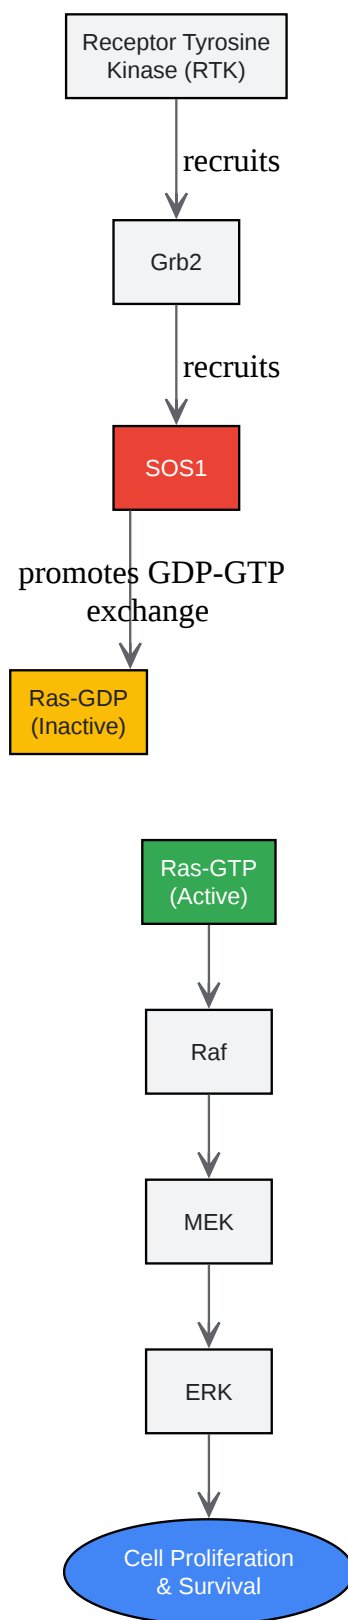 Receptor Tyrosine
Kinase (RTK)
recruits
Grb2
recruits
SOS1
promotes GDP-GTP
exchange
Ras-GDP
(Inactive)
Ras-GTP
(Active)
Raf
MEK
ERK
Cell Proliferation
& Survival